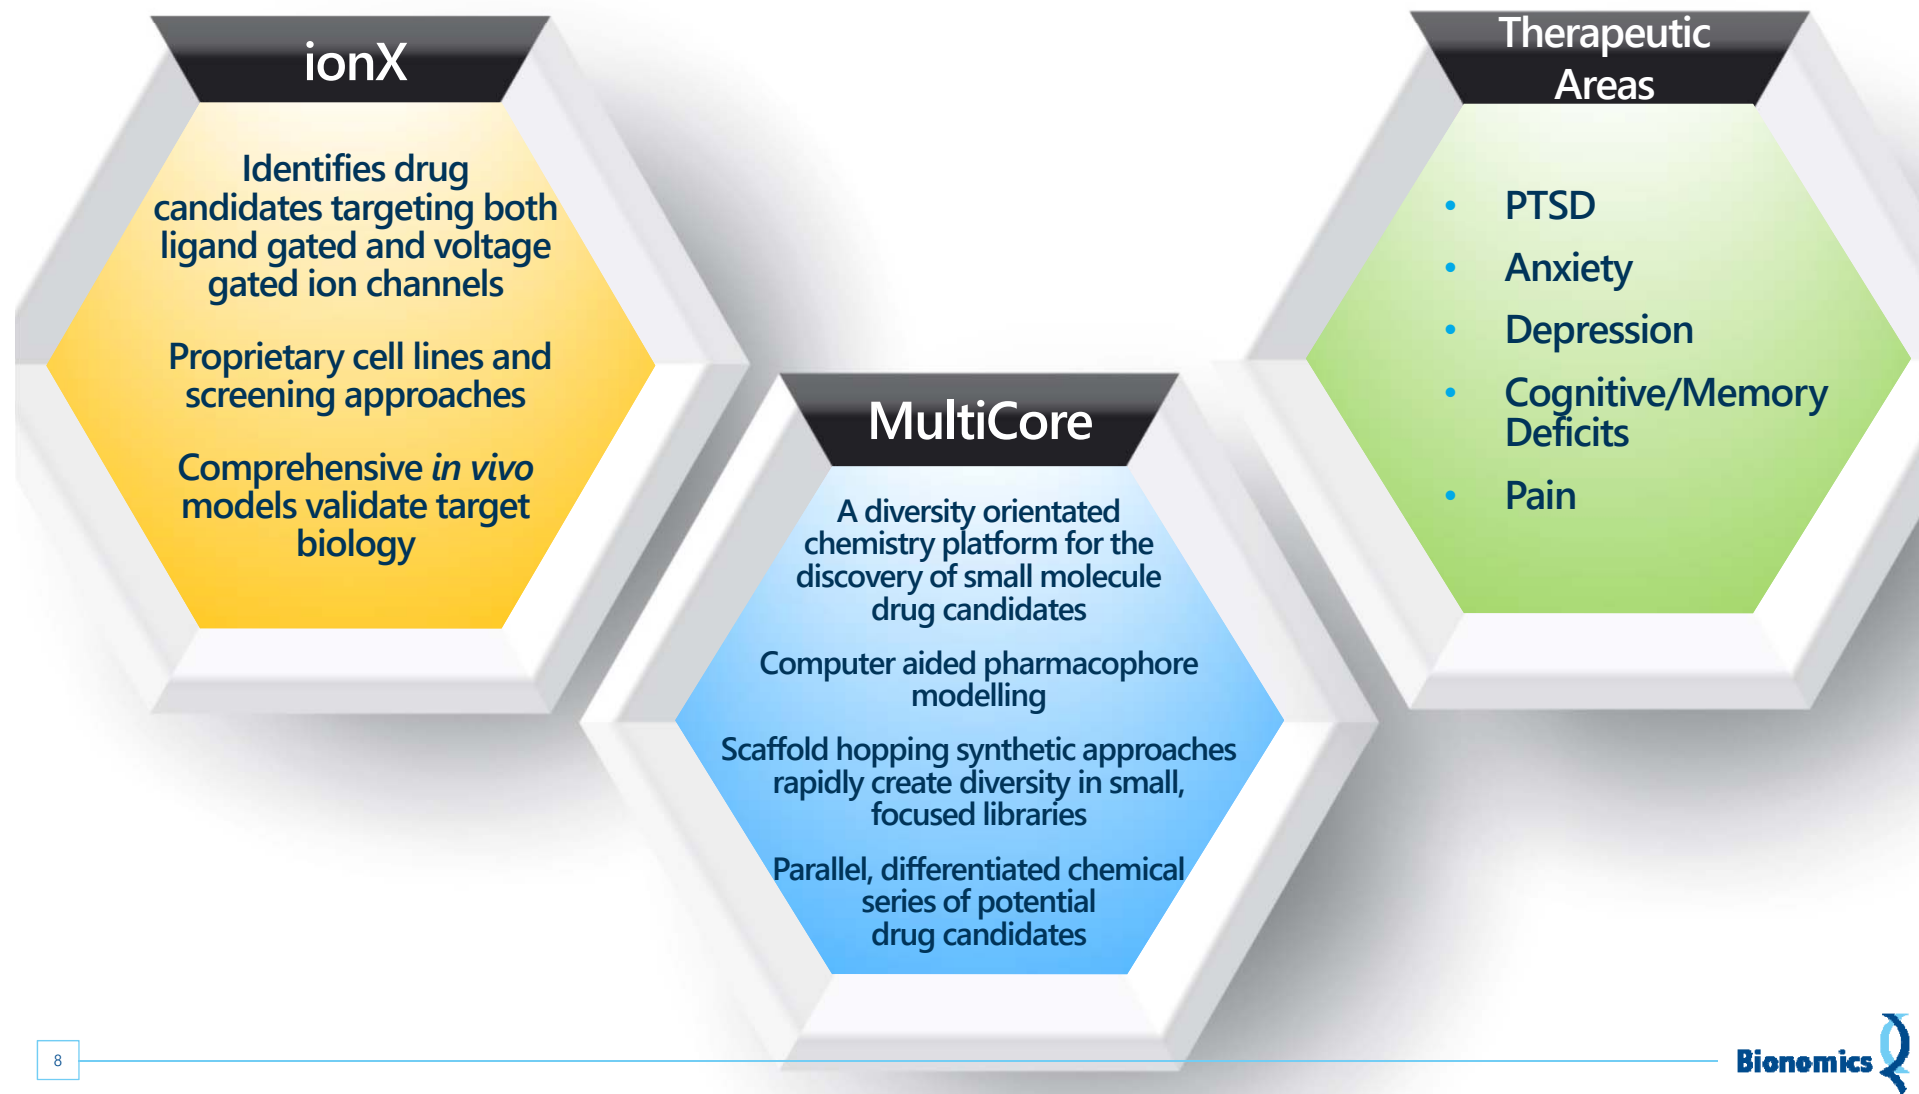 ionX
Identifies drug
candidates targeting both
ligand gated and voltage
gated ion channels
Proprietary cell lines and
screening approaches
Comprehensive in vivo
models validate target
biology
MultiCore
A diversity orientated
chemistry platform for the
discovery of small molecule
drug candidates
Computer aided pharmacophore
modelling
Scaffold hopping synthetic approaches
rapidly create diversity in small,
focused libraries
Parallel, differentiated chemical
series of potential
drug candidates
Therapeutic
Areas
• PTSD
• Anxiety
• Depression
• Cognitive/Memory
Deficits
• Pain
8
Bionomics